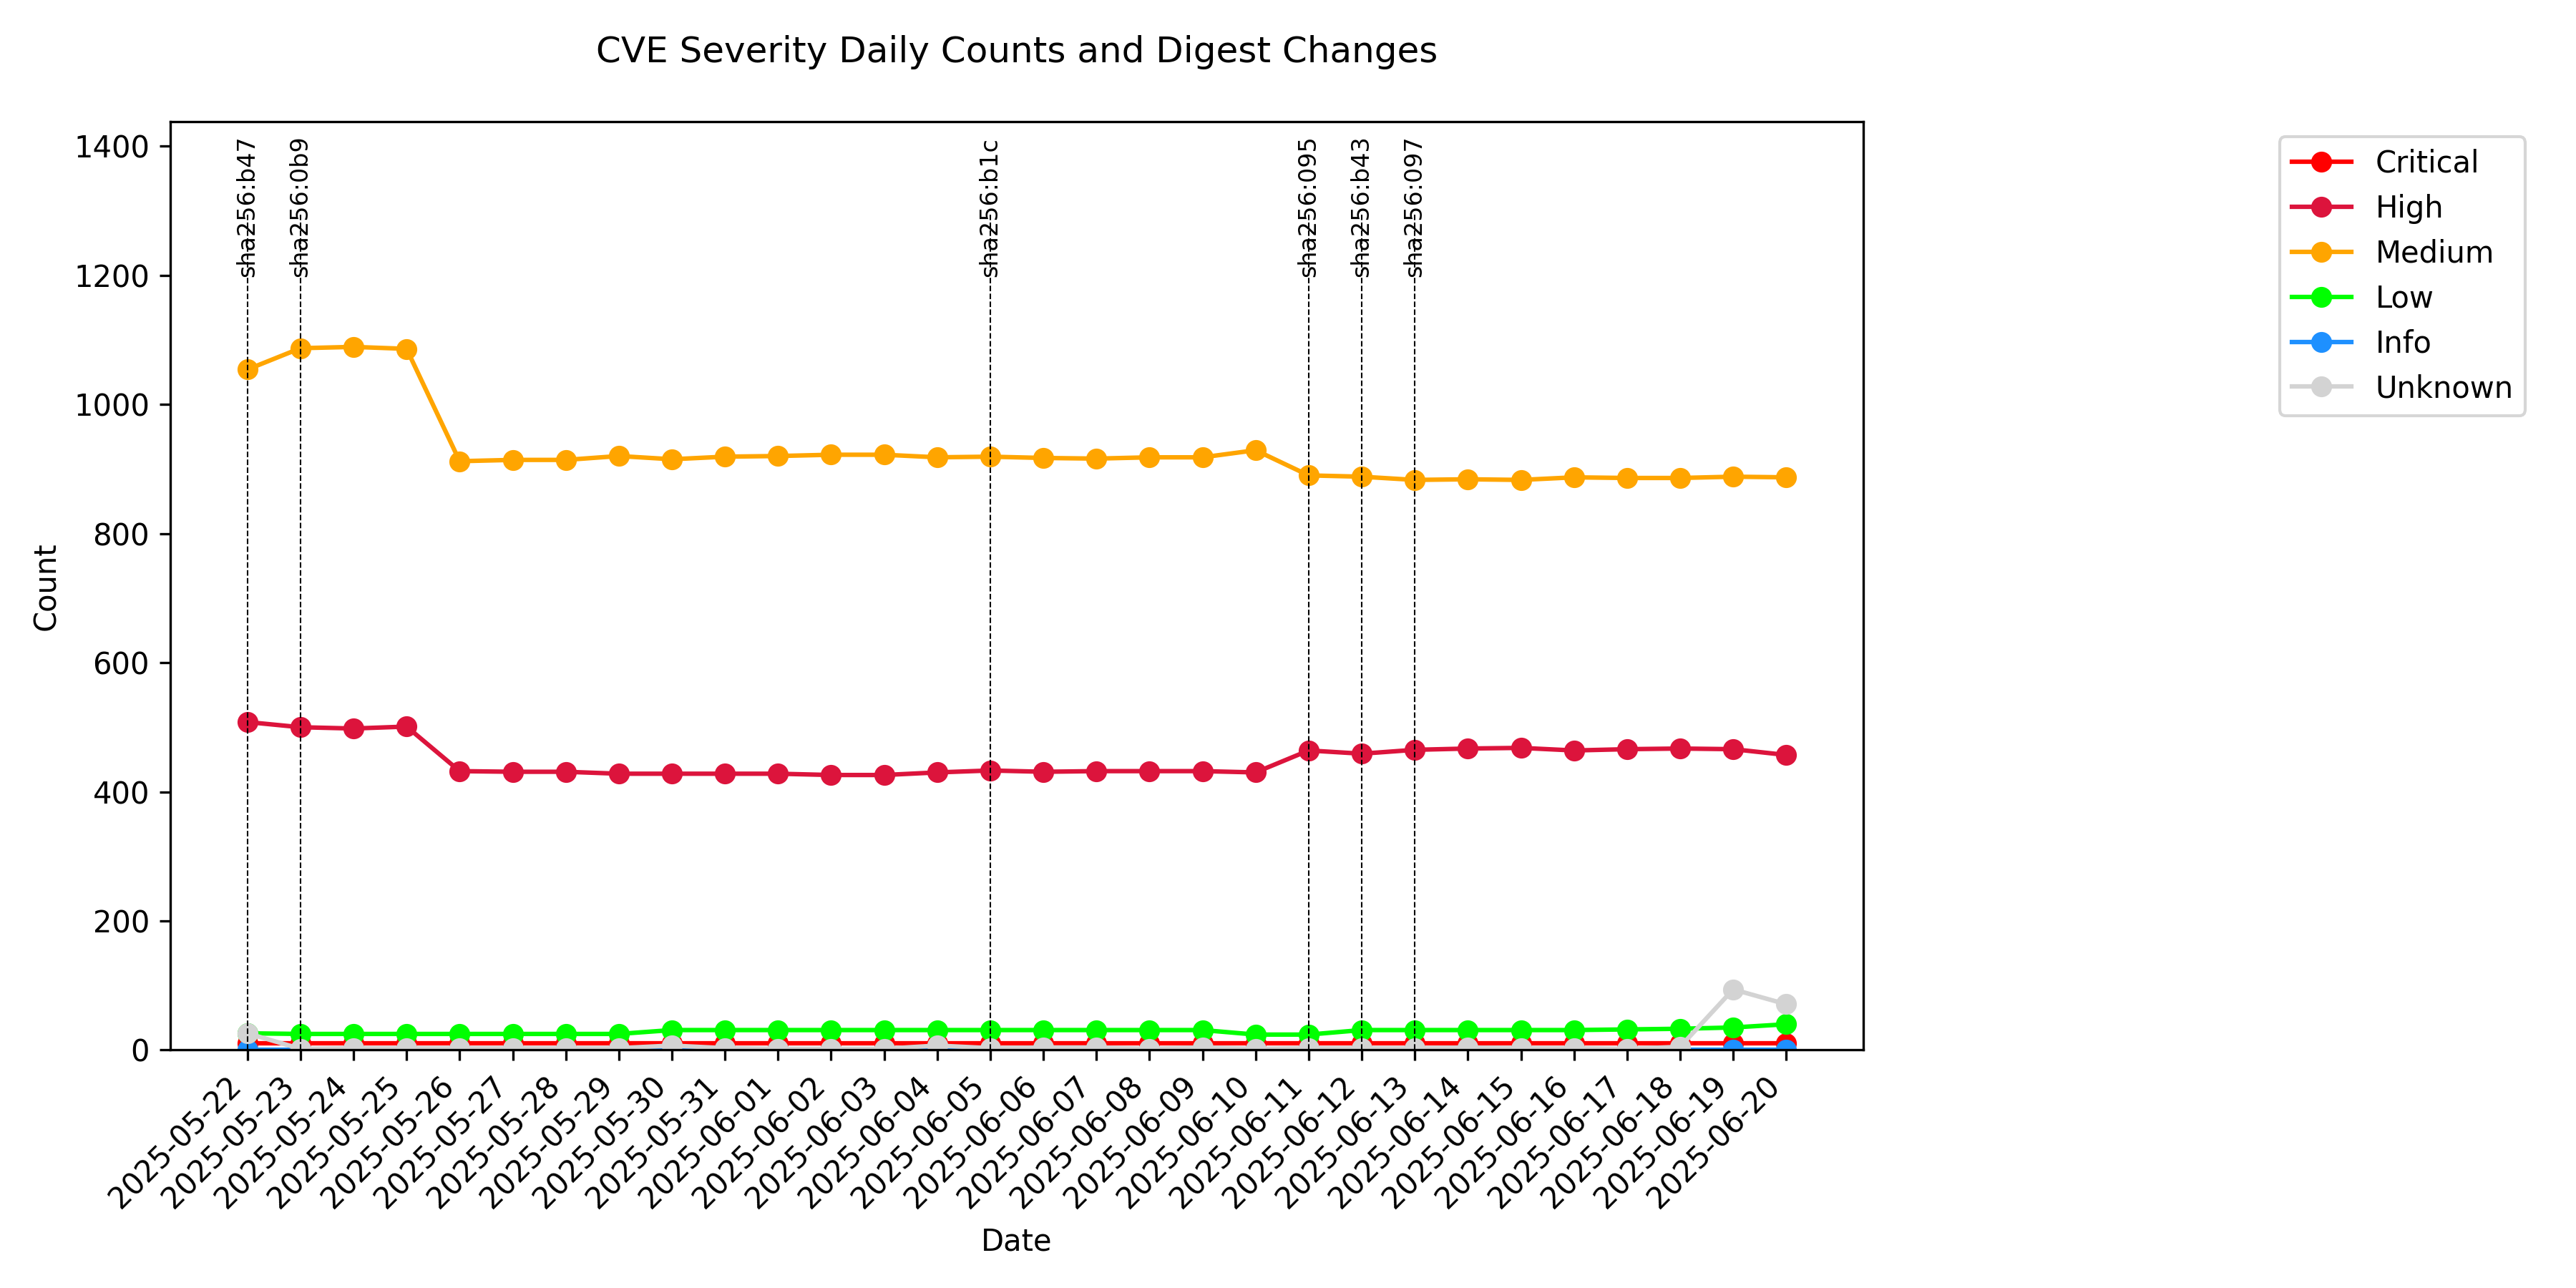 CVE Severity Daily Counts and Digest Changes
1400
1200
1000
800
600
400
200
0
Count
sha256:b47
sha256:0b9
sha256:b1c
sha256:095
sha256:b43
sha256:097
Critical
High
Medium
Low
Info
Unknown
2025-05-22
2025-05-23
2025-05-24
2025-05-25
2025-05-26
2025-05-27
2025-05-28
2025-05-29
2025-05-30
2025-05-31
2025-06-01
2025-06-02
2025-06-03
2025-06-04
2025-06-05
2025-06-06
2025-06-07
2025-06-08
2025-06-09
2025-06-10
2025-06-11
2025-06-12
2025-06-13
2025-06-14
2025-06-15
2025-06-16
2025-06-17
2025-06-18
2025-06-19
2025-06-20
Date